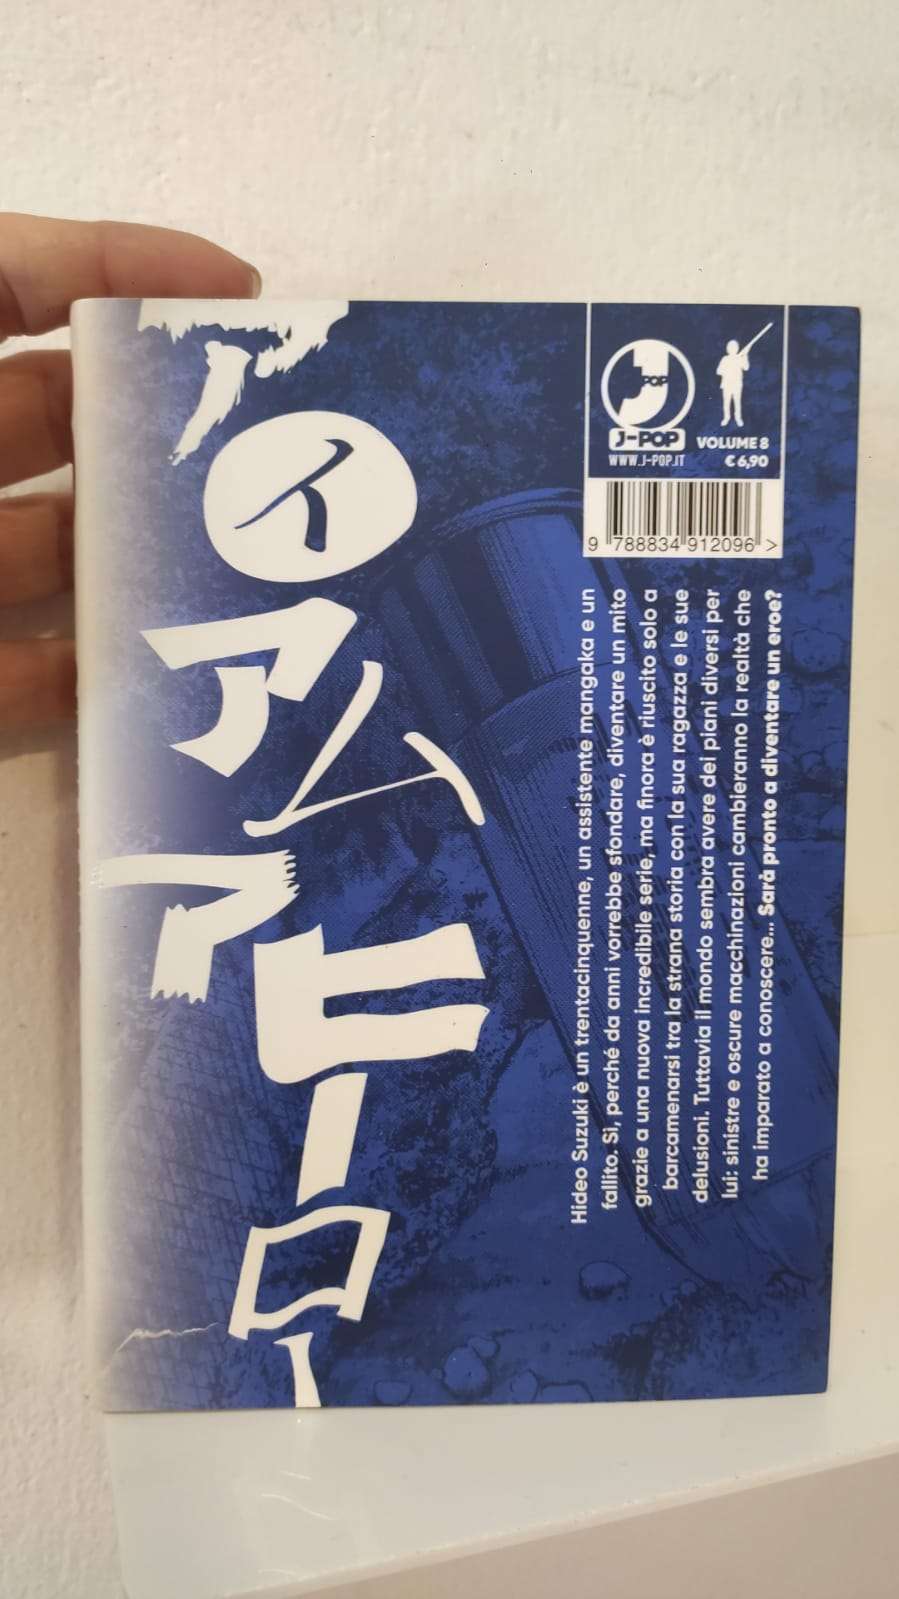 アイアムアヒーロー
J-POP
J-POP
WWW.J-POP.IT
VOLUME 8
€ 6,90
9 788834 912096 >
Hideo Suzuki è un trentacinquenne, un assistente mangaka e un
fallito. Sì, perché da anni vorrebbe sfondare, diventare un mito
grazie a una nuova incredibile serie, ma finora è riuscito solo a
barcamenarsi tra la strana storia con la sua ragazza e le sue
delusioni. Tuttavia il mondo sembra avere dei piani diversi per
lui: sinistre e oscure macchinazioni cambieranno la realtà che
ha imparato a conoscere... Sarà pronto a diventare un eroe?